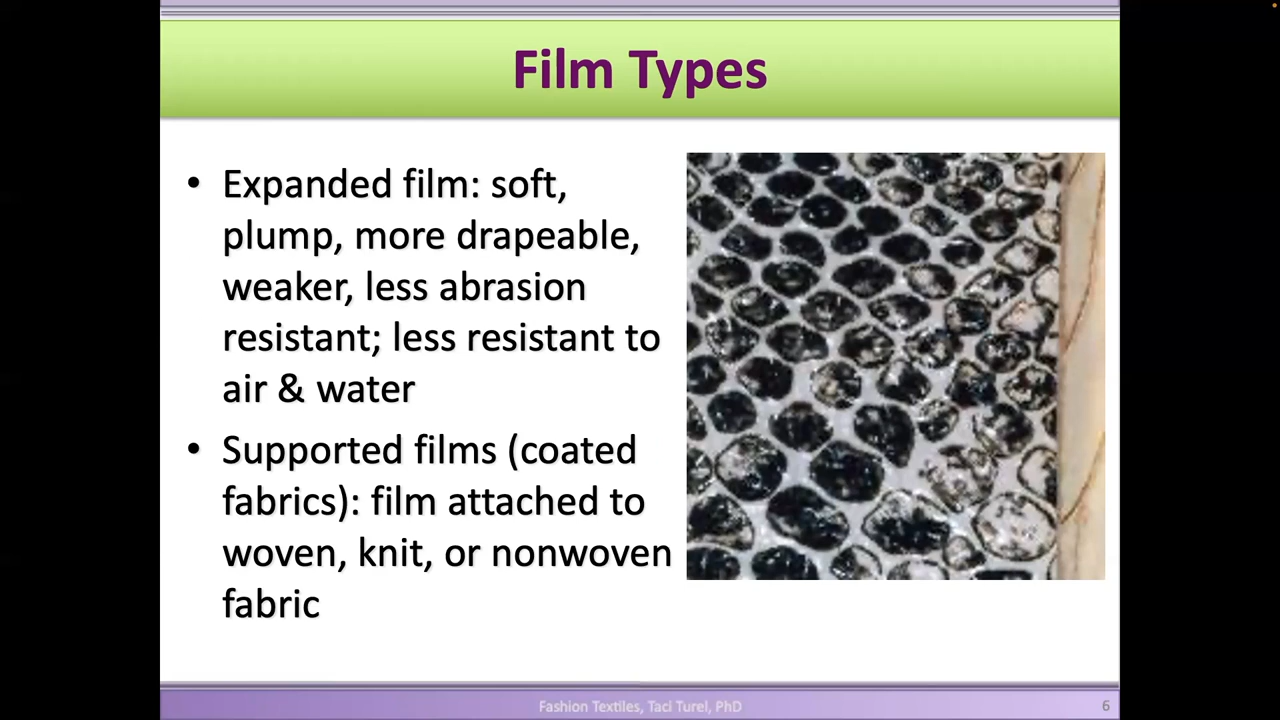 Film Types
• Expanded film: soft,
plump, more drapeable,
weaker, less abrasion
resistant; less resistant to
air & water
• Supported films (coated
fabrics): film attached to
woven, knit, or nonwoven
fabric
Fashion Textiles, Taci Turel, PhD
6